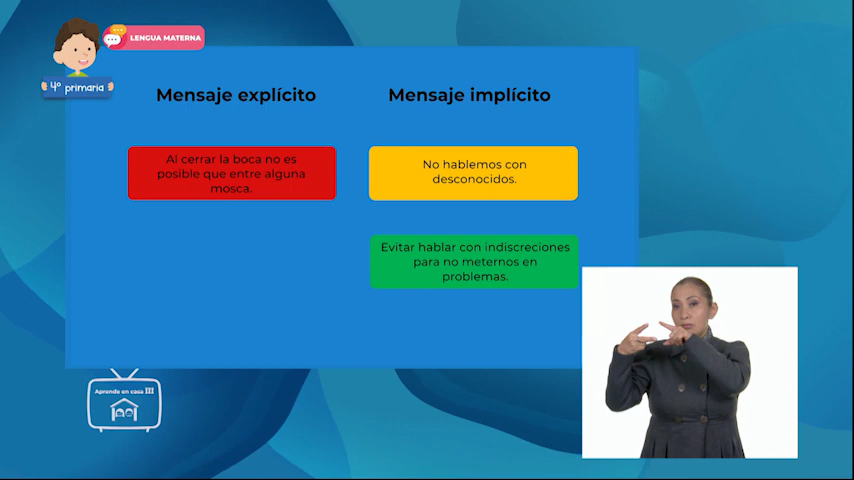 LENGUA MATERNA
4° primaria
Mensaje explícito
Mensaje implícito
Al cerrar la boca no es
posible que entre alguna
mosca.
No hablemos con
desconocidos.
Evitar hablar con indiscreciones
para no meternos en
problemas.
Aprende en casa III